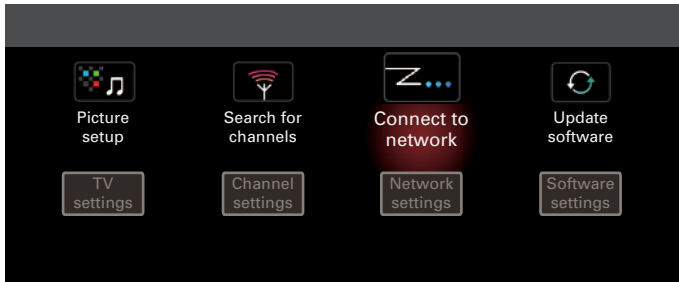 Picture
setup
Search for
channels
Connect to
network
Update
software
TV
settings
Channel
settings
Network
settings
Software
settings